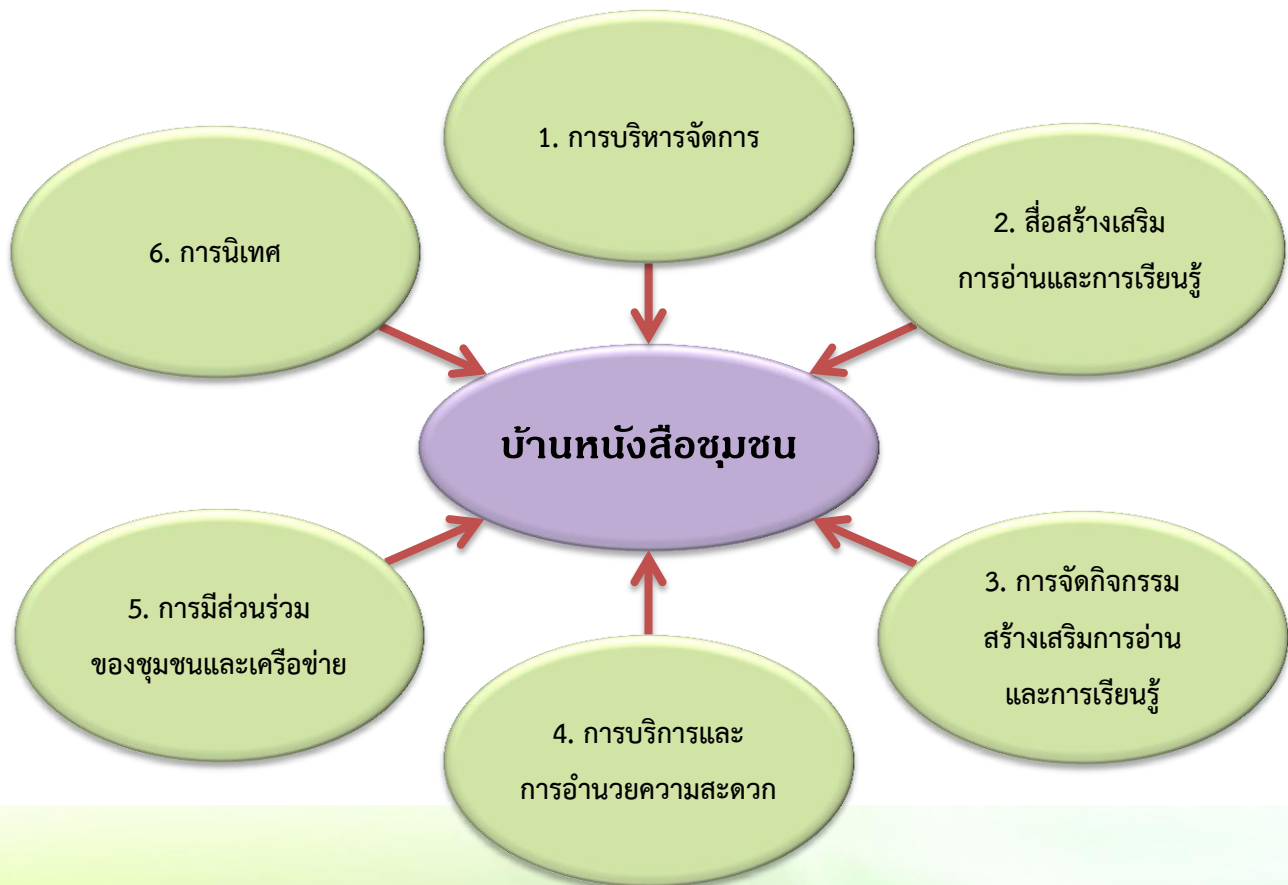 1. การบริหารจัดการ
2. สื่อสร้างเสริม
การอ่านและการเรียนรู้
3. การจัดกิจกรรม
สร้างเสริมการอ่าน
และการเรียนรู้
4. การบริการและ
การอำนวยความสะดวก
5. การมีส่วนร่วม
ของชุมชนและเครือข่าย
6. การนิเทศ
บ้านหนังสือชุมชน